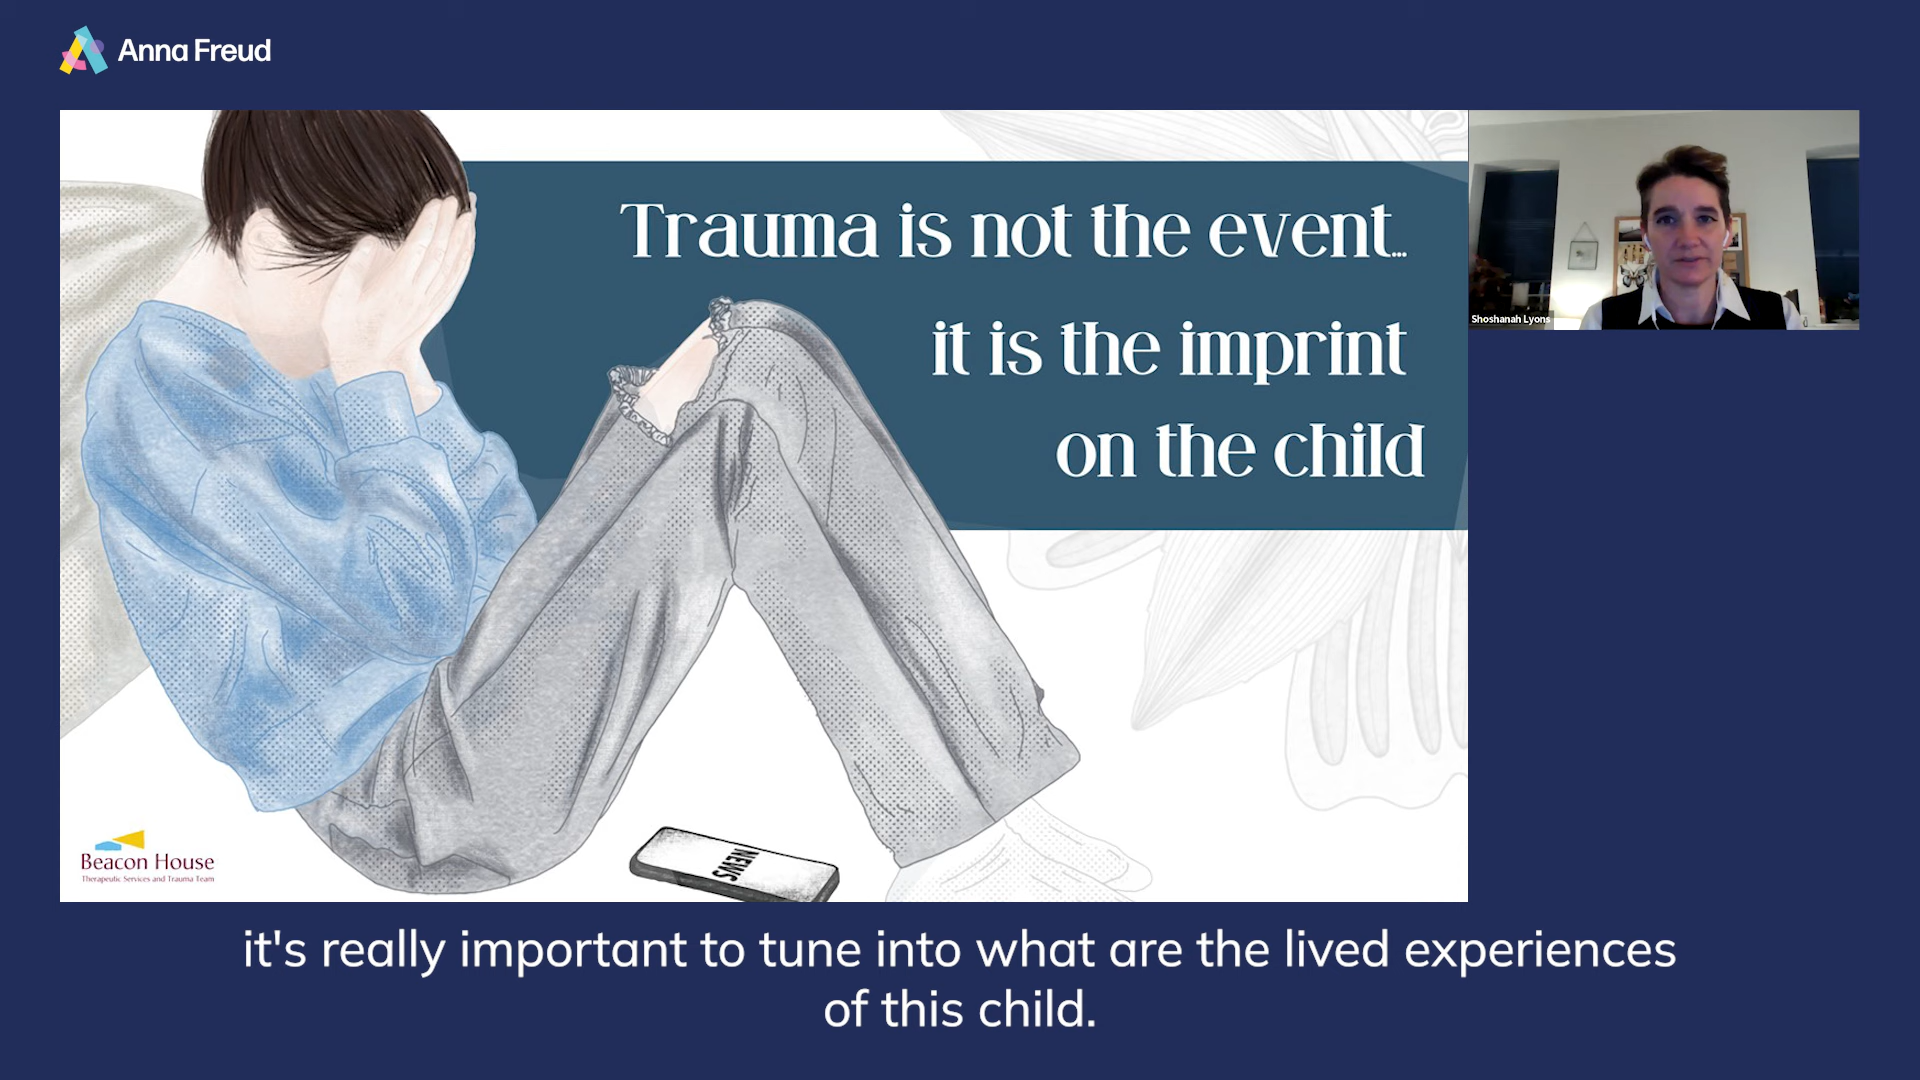 Anna Freud
Trauma is not the event...
it is the imprint
on the child
Shoshanah Lyons
NEWS
Beacon House
Therapeutic Services and Trauma Team
it's really important to tune into what are the lived experiences
of this child.